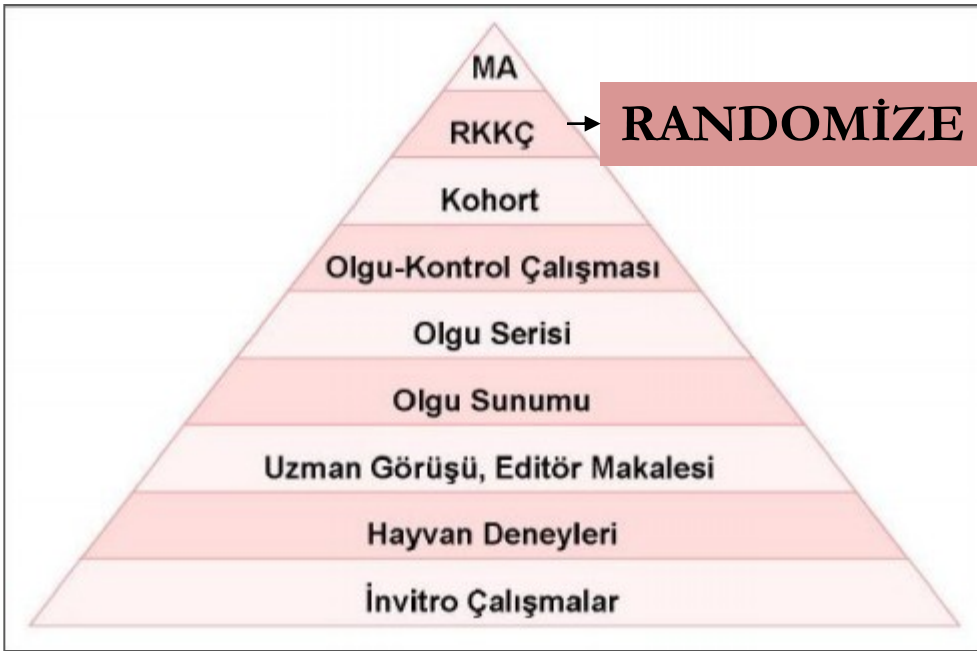 MA
RKKÇ
RANDOMİZE
Kohort
Olgu-Kontrol Çalışması
Olgu Serisi
Olgu Sunumu
Uzman Görüşü, Editör Makalesi
Hayvan Deneyleri
İnvitro Çalışmalar